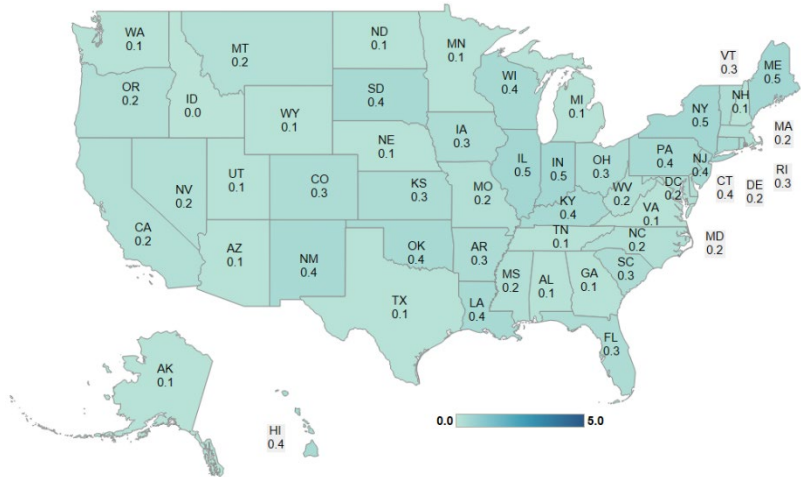 WA
0.1
MT
0.2
ND
0.1
MN
0.1
VT
0.3
ME
0.5
OR
0.2
ID
0.0
SD
0.4
WI
0.4
MI
0.1
NY
0.5
NH
0.1
MA
0.2
WY
0.1
IA
0.3
NE
0.1
PA
0.4
NJ
0.4
RI
0.3
CT
0.4
DE
0.2
NV
0.2
UT
0.1
CO
0.3
KS
0.3
MO
0.2
IL
0.5
IN
0.5
OH
0.3
WV
0.2
DC
0.2
KY
0.4
VA
0.1
MD
0.2
CA
0.2
AZ
0.1
NM
0.4
OK
0.4
AR
0.3
TN
0.1
NC
0.2
SC
0.3
TX
0.1
LA
0.4
MS
0.2
AL
0.1
GA
0.1
FL
0.3
AK
0.1
HI
0.4
0.0 5.0